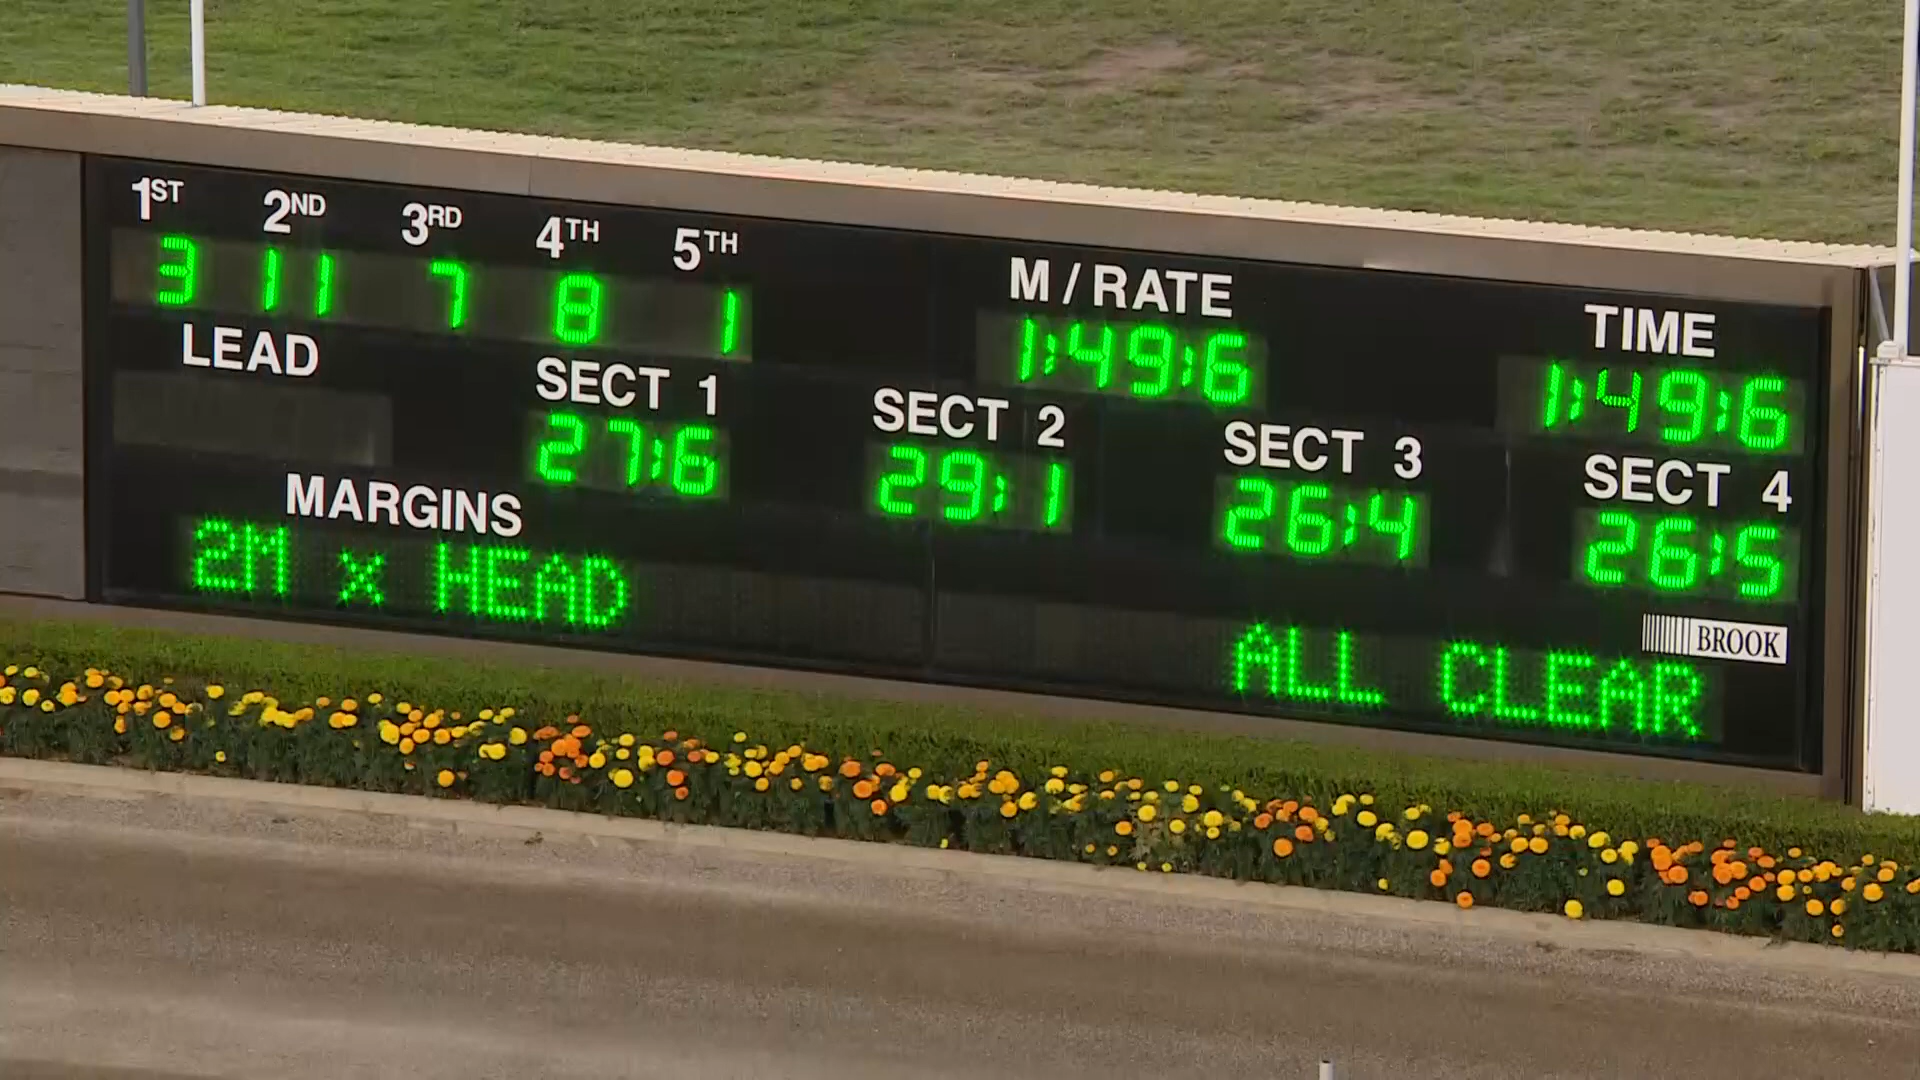 1ST 2ND 3RD 4TH 5TH
3 11 7 8 1
M/RATE
1:49:6
TIME
1:49:6
LEAD
SECT 1
27:6
SECT 2
29:1
SECT 3
26:4
SECT 4
26:5
MARGINS
2M x HEAD
BROOK
ALL CLEAR